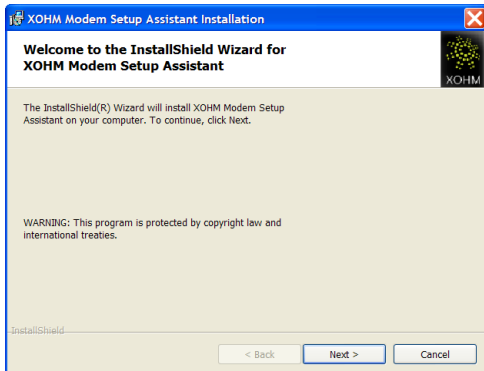 XOHM Modem Setup Assistant Installation
Welcome to the InstallShield Wizard for
XOHM Modem Setup Assistant
XOHM
The InstallShield(R) Wizard will install XOHM Modem Setup
Assistant on your computer. To continue, click Next.
WARNING: This program is protected by copyright law and
international treaties.
InstallShield
< Back Next > Cancel